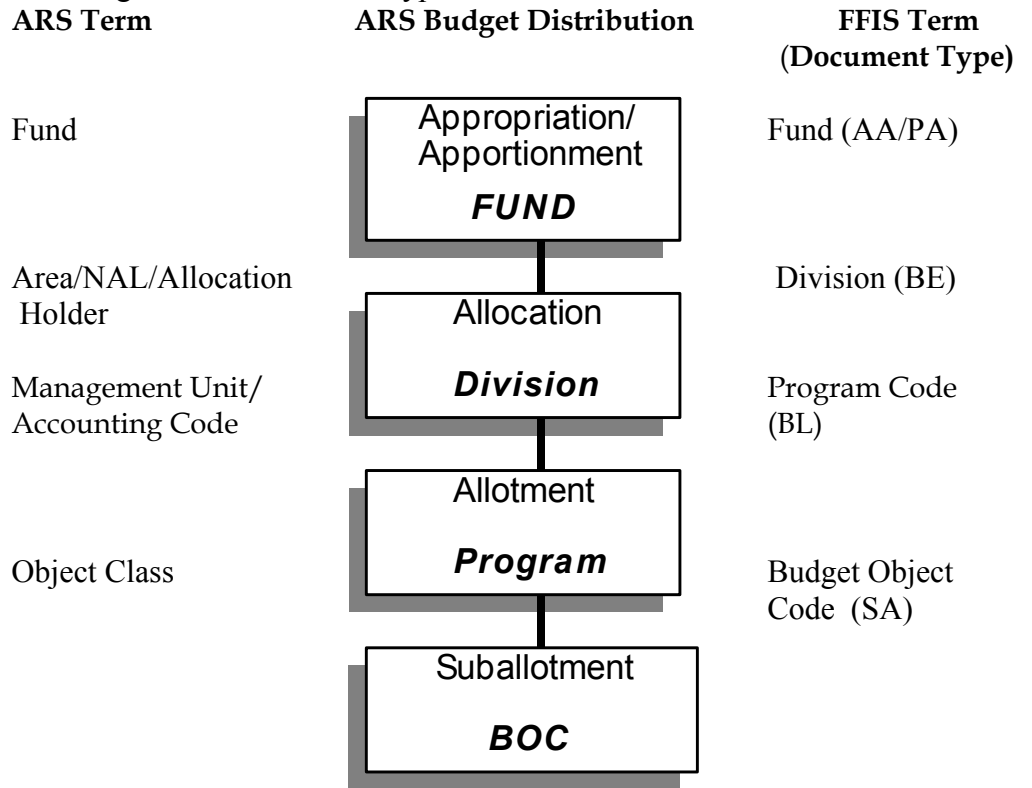 ARS Term ARS Budget Distribution FFIS Term
(Document Type)
Fund
Appropriation/
Apportionment
FUND
Fund (AA/PA)
Area/NAL/Allocation
Holder
Allocation
Division
Division (BE)
Management Unit/
Accounting Code
Program Code
(BL)
Allotment
Program
Object Class
Budget Object
Code (SA)
Suballotment
BOC